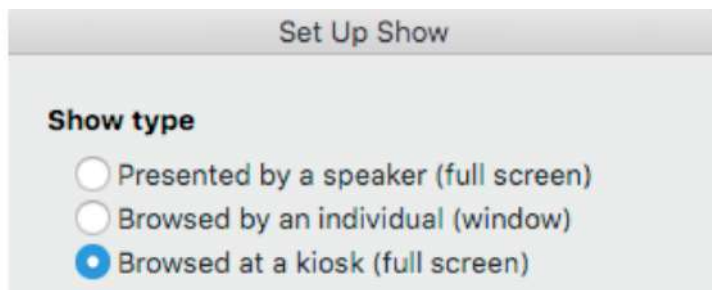 Set Up Show
Show type
Presented by a speaker (full screen)
Browsed by an individual (window)
Browsed at a kiosk (full screen)